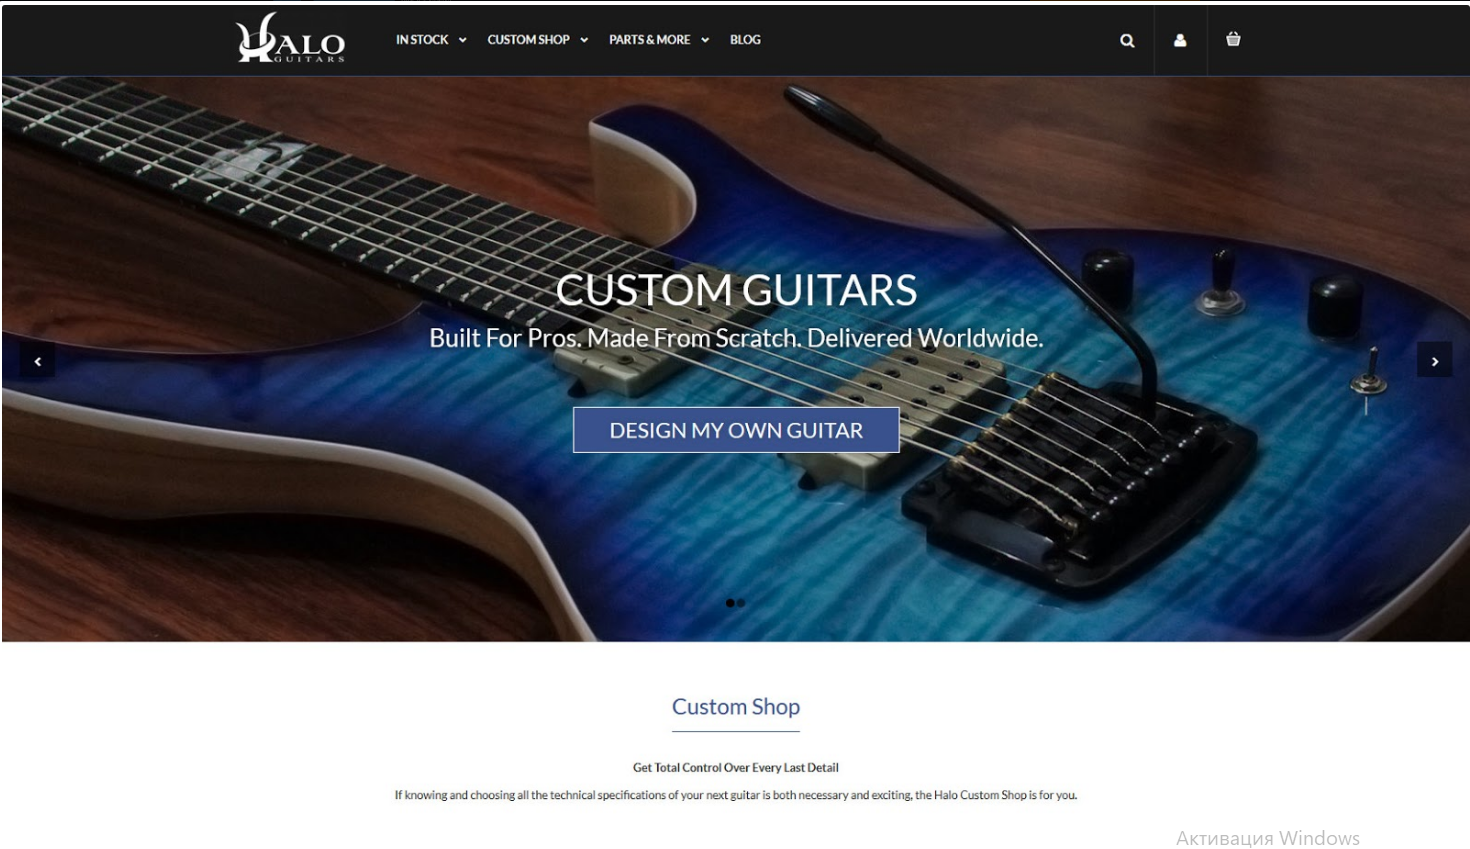 HALO
GUITARS
IN STOCK
CUSTOM SHOP
PARTS & MORE
BLOG
CUSTOM GUITARS
Built For Pros. Made From Scratch. Delivered Worldwide.
DESIGN MY OWN GUITAR
Custom Shop
Get Total Control Over Every Last Detail
If knowing and choosing all the technical specifications of your next guitar is both necessary and exciting, the Halo Custom Shop is for you.
Активация Windows